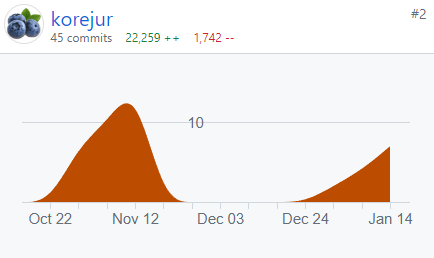 korejur
#2
45 commits 22,259 ++ 1,742 --
10
Oct 22 Nov 12 Dec 03 Dec 24 Jan 14